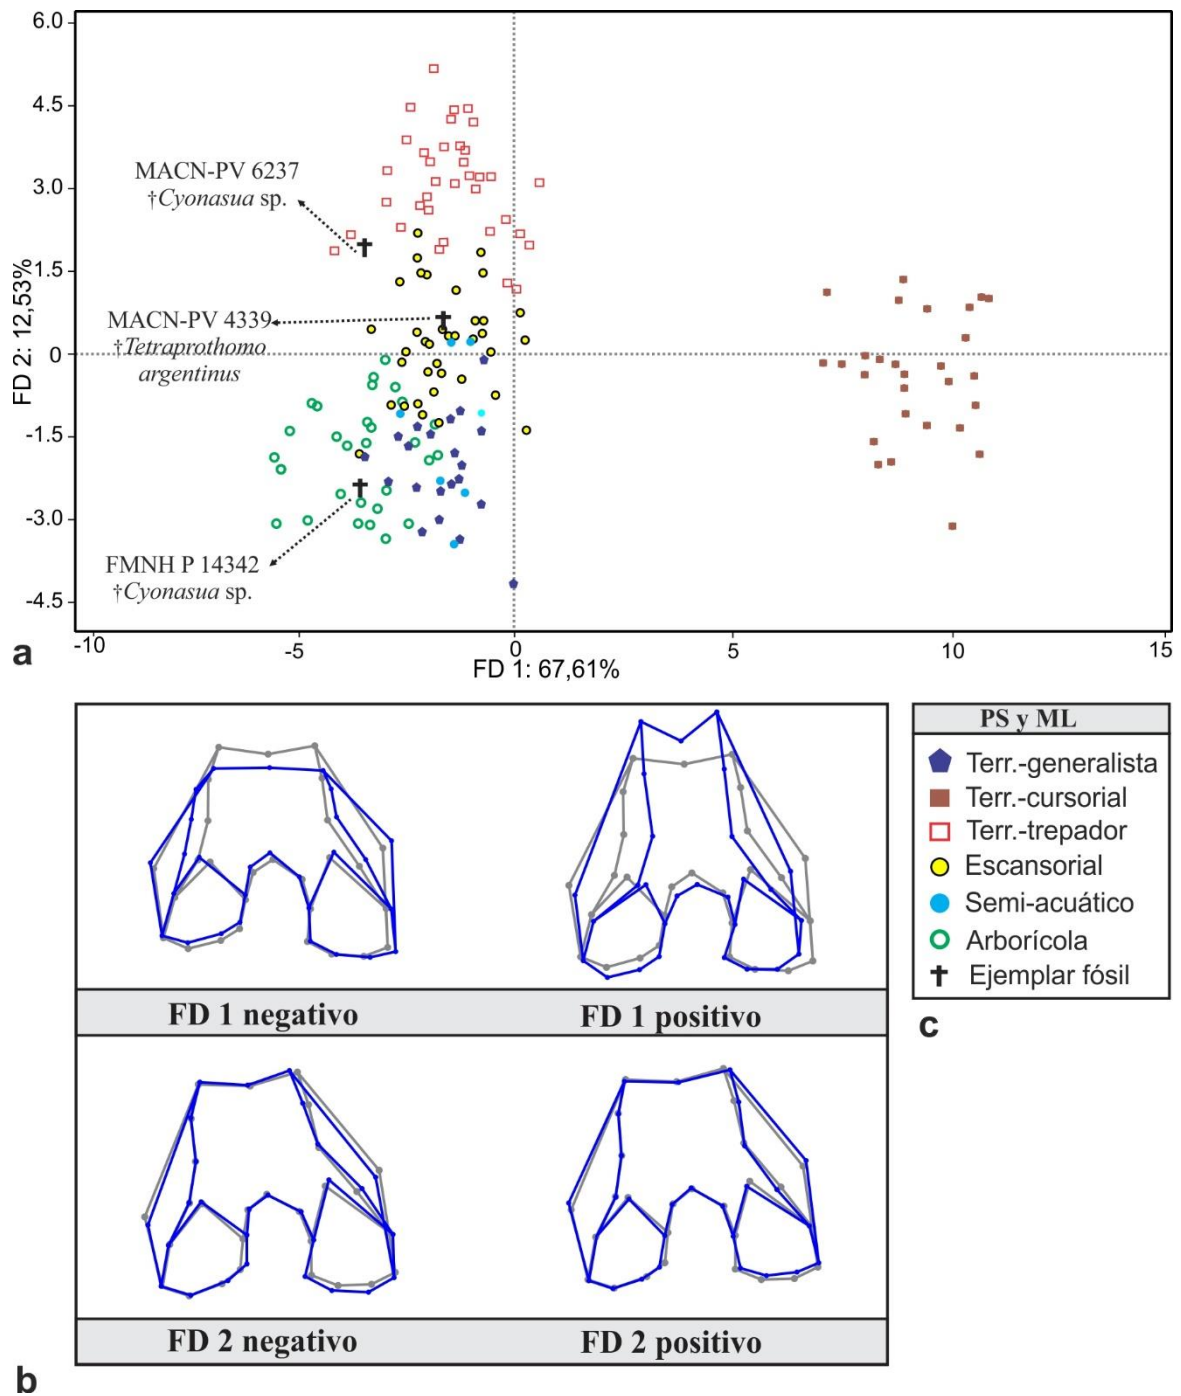 6.0
4.5
3.0
1.5
0
-1.5
-3.0
-4.5
FD 2: 12,53%
MACN-PV 6237
†Cyonasua sp.
MACN-PV 4339
†Tetraprothomo
argentinus
FMNH P 14342
†Cyonasua sp.
-10 -5 0 5 10 15
FD 1: 67,61%
a
FD 1 negativo
FD 1 positivo
FD 2 negativo
FD 2 positivo
b
PS y ML
Terr.-generalista
Terr.-cursorial
Terr.-trepador
Escansorial
Semi-acuático
Arborícola
Ejemplar fósil
c